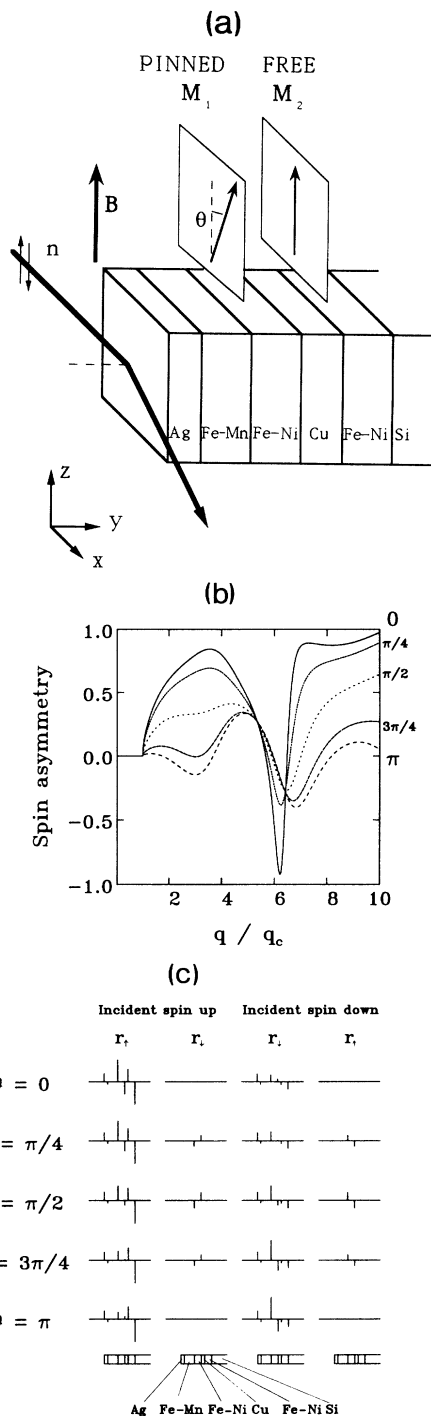 (a)
PINNED FREE
M₁ M₂
B
θ
n
Ag Fe-Mn Fe-Ni Cu Fe-Ni Si
z
y
x
(b)
Spin asymmetry
1.0
0.5
0.0
-0.5
-1.0
0
π/4
π/2
3π/4
π
2 4 6 8 10
q / q_c
(c)
Incident spin up Incident spin down
r↑ r↓ r↓ r↑
= 0
= π/4
= π/2
= 3π/4
= π
Ag Fe-Mn Fe-Ni Cu Fe-Ni Si